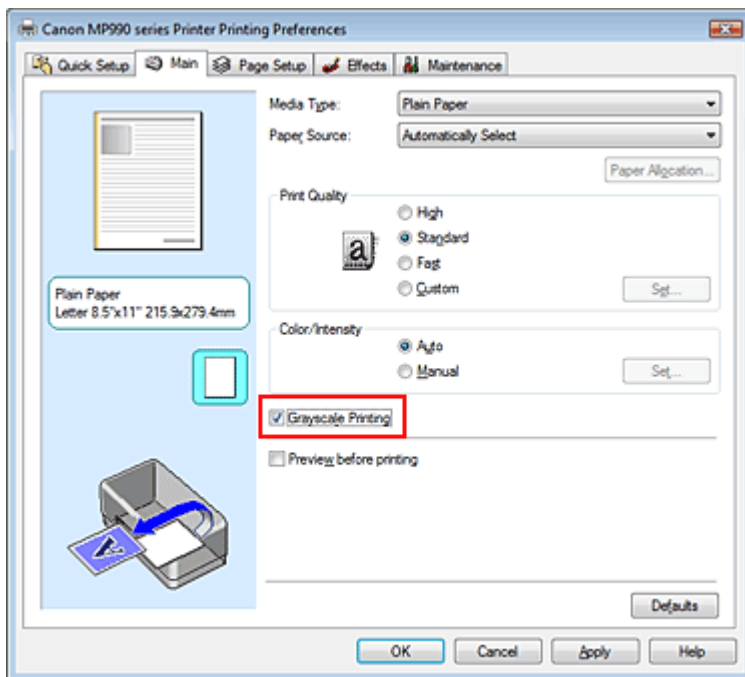 Canon MP990 series Printer Printing Preferences
Quick Setup Main Page Setup Effects Maintenance
Media Type: Plain Paper
Paper Source: Automatically Select
Paper Allocation...
Print Quality
High
a Standard
Fast
Custom Set...
Plain Paper
Letter 8.5"x11" 215.9x279.4mm
Color/Intensity
Auto
Manual Set...
Grayscale Printing
Preview before printing
A
Defaults
OK Cancel Apply Help